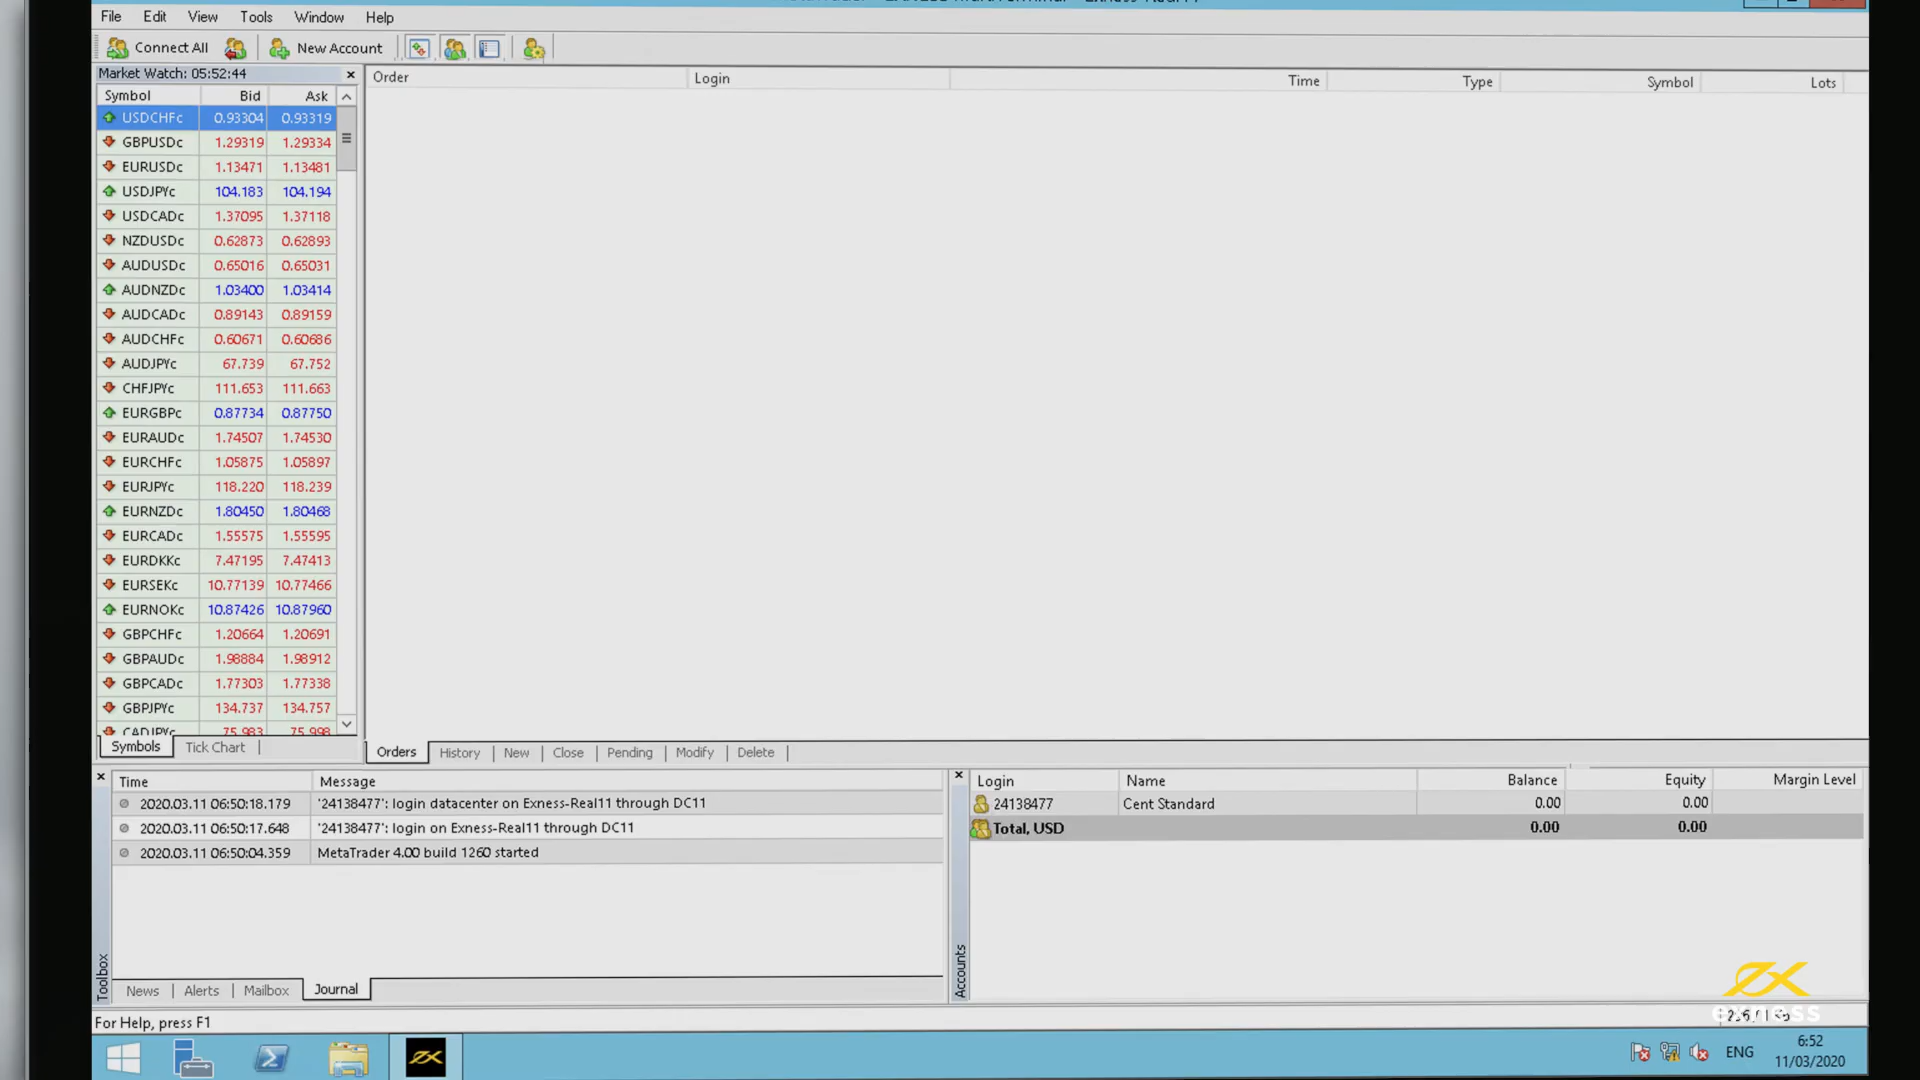 File Edit View Tools Window Help
Connect All New Account
Market Watch: 05:52:44
Symbol Bid Ask
USDCHFc 0.93304 0.93319
GBPUSDc 1.29319 1.29334
EURUSDc 1.13471 1.13481
USDJPYc 104.183 104.194
USDCADc 1.37095 1.37118
NZDUSDc 0.62873 0.62893
AUDUSDc 0.65016 0.65031
AUDNZDc 1.03400 1.03414
AUDCADc 0.89143 0.89159
AUDCHFc 0.60671 0.60686
AUDJPYc 67.739 67.752
CHFJPYc 111.653 111.663
EURGBPc 0.87734 0.87750
EURAUDc 1.74507 1.74530
EURCHFc 1.05875 1.05897
EURJPYc 118.220 118.239
EURNZDc 1.80450 1.80468
EURCADc 1.55575 1.55595
EURDKKc 7.47195 7.47413
EURSEKc 10.77139 10.77466
EURNOKc 10.87426 10.87960
GBPCHFc 1.20664 1.20691
GBPAUDc 1.98884 1.98912
GBPCADc 1.77303 1.77338
GBPJPYc 134.737 134.757
CADJPYc 75.983 75.998
Symbols Tick Chart
Order Login Time Type Symbol Lots
Orders History New Close Pending Modify Delete
Time Message
2020.03.11 06:50:18.179 '24138477': login datacenter on Exness-Real11 through DC11
2020.03.11 06:50:17.648 '24138477': login on Exness-Real11 through DC11
2020.03.11 06:50:04.359 MetaTrader 4.00 build 1260 started
Toolbox
News Alerts Mailbox Journal
Login Name Balance Equity Margin Level
24138477 Cent Standard 0.00 0.00
Total, USD 0.00 0.00
Accounts
exness
For Help, press F1
ENG
6:52
11/03/2020